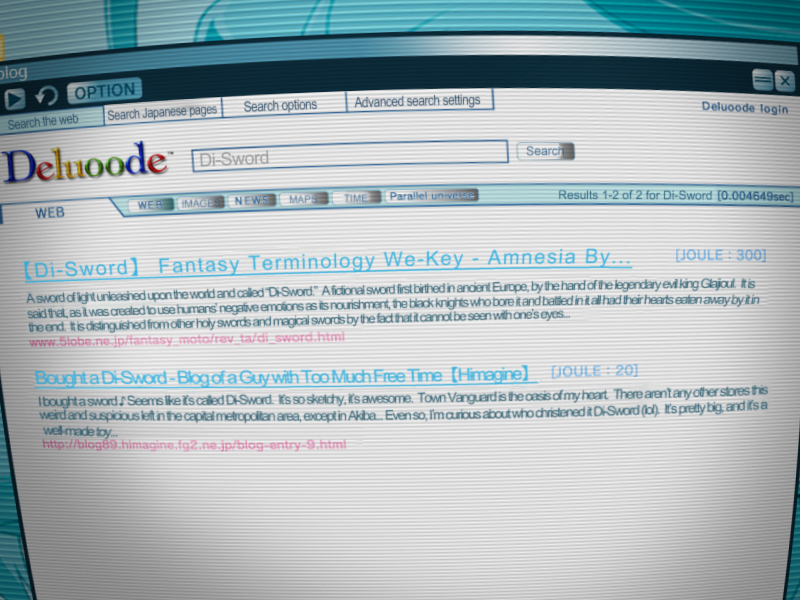 blog
OPTION
Search the web
Search Japanese pages
Search options
Advanced search settings
Deluoode login
Deluoode™
Di-Sword
Search
WEB
WEB
IMAGES
NEWS
MAPS
TIME
Parallel universe
Results 1-2 of 2 for Di-Sword [0.004649sec]
【Di-Sword】 Fantasy Terminology We-Key - Amnesia By...
[JOULE : 300]
A sword of light unleashed upon the world and called "Di-Sword." A fictional sword first birthed in ancient Europe, by the hand of the legendary evil king Glajioul. It is
said that, as it was created to use humans' negative emotions as its nourishment, the black knights who bore it and battled in it all had their hearts eaten away by it in
the end. It is distinguished from other holy swords and magical swords by the fact that it cannot be seen with one's eyes...
www.5lobe.ne.jp/fantasy_moto/rev_ta/di_sword.html
Bought a Di-Sword - Blog of a Guy with Too Much Free Time【Himagine】
[JOULE : 20]
I bought a sword♪ Seems like it's called Di-Sword. It's so sketchy, it's awesome. Town Vanguard is the oasis of my heart. There aren't any other stores this
weird and suspicious left in the capital metropolitan area, except in Akiba... Even so, I'm curious about who christened it Di-Sword (lol). It's pretty big, and it's a
well-made toy...
http://blog89.himagine.fg2.ne.jp/blog-entry-9.html